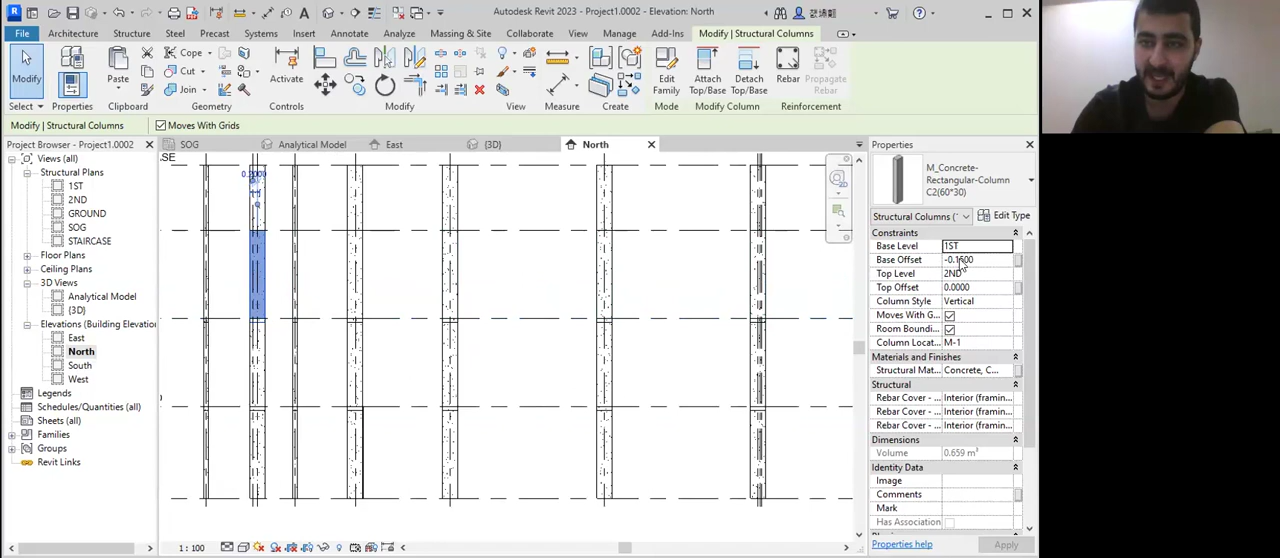 Autodesk Revit 2023 - Project1.0002 - Elevation: North
File Architecture Structure Steel Precast Systems Insert Annotate Analyze Massing & Site Collaborate View Manage Add-Ins Modify | Structural Columns
Modify Paste Cope Cut Join Activate Edit Family Attach Top/Base Detach Top/Base Rebar Propagate Rebar
Select Properties Clipboard Geometry Controls Modify View Measure Create Mode Modify Column Reinforcement
Modify | Structural Columns Moves With Grids
Project Browser - Project1.0002
Views (all)
Structural Plans
1ST
2ND
GROUND
SOG
STAIRCASE
Floor Plans
Ceiling Plans
3D Views
Analytical Model
{3D}
Elevations (Building Elevation
East
North
South
West
Legends
Schedules/Quantities (all)
Sheets (all)
Families
Groups
Revit Links
SOG Analytical Model East {3D} North
1 : 100
Properties
M_Concrete-
Rectangular-Column
C2(60*30)
Structural Columns ( Edit Type
Constraints
Base Level 1ST
Base Offset
Top Level 2ND
Top Offset 0.0000
Column Style Vertical
Moves With G...
Room Boundi...
Column Locat... M-1
Materials and Finishes
Structural Mat... Concrete, C...
Structural
Rebar Cover - ... Interior (framin...
Rebar Cover - ... Interior (framin...
Rebar Cover - ... Interior (framin...
Dimensions
Volume 0.659 m³
Identity Data
Image
Comments
Mark
Has Association
Properties help Apply